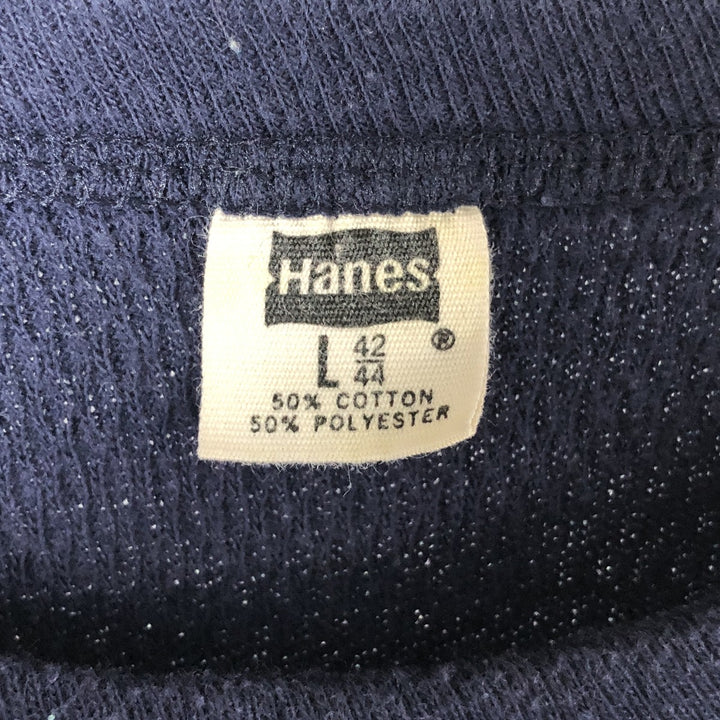 Hanes
L 42/44 ®
50% COTTON
50% POLYESTER